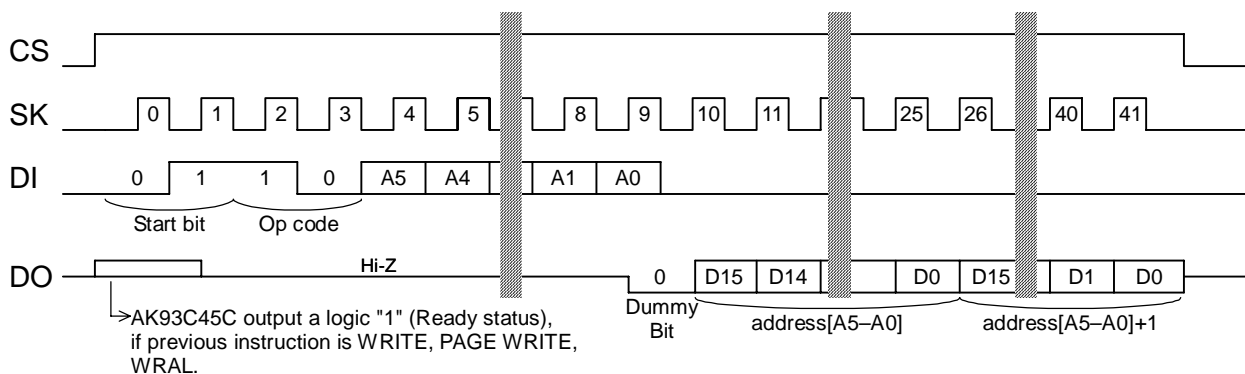 CS
SK 0 1 2 3 4 5 8 9 10 11 25 26 40 41
DI 0 1 1 0 A5 A4 A1 A0
Start bit Op code
DO Hi-Z 0 D15 D14 D0 D15 D1 D0
Dummy
Bit
address[A5–A0] address[A5–A0]+1
AK93C45C output a logic "1" (Ready status),
if previous instruction is WRITE, PAGE WRITE,
WRAL.